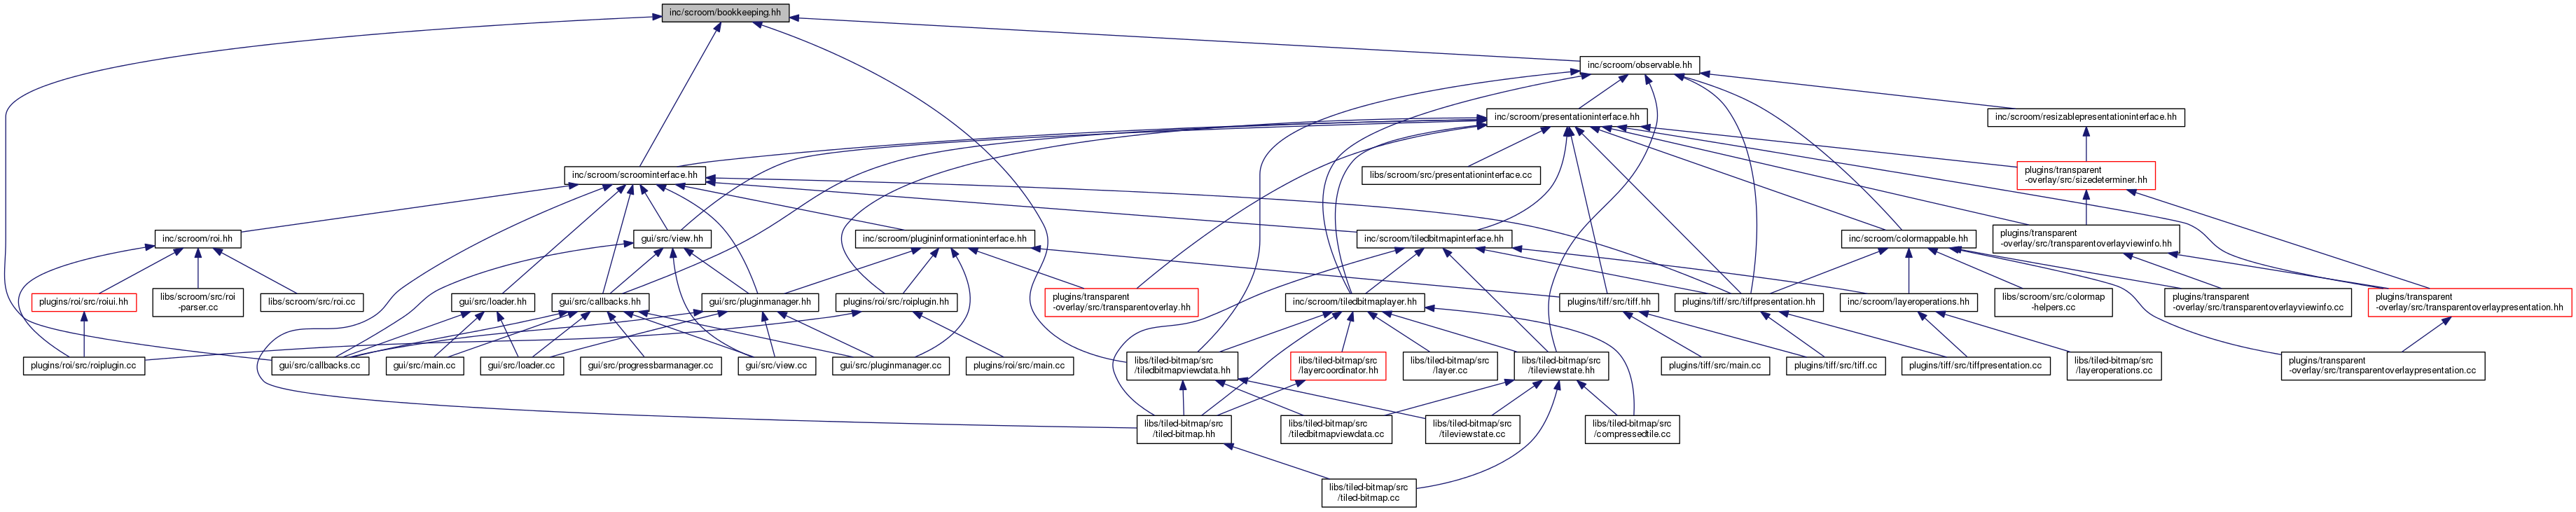 inc/scroom/bookkeeping.hh
inc/scroom/observable.hh
inc/scroom/presentationinterface.hh
inc/scroom/resizablepresentationinterface.hh
inc/scroom/scroominterface.hh
libs/scroom/src/presentationinterface.cc
plugins/transparent
-overlay/src/sizedeterminer.hh
inc/scroom/roi.hh
gui/src/view.hh
inc/scroom/plugininformationinterface.hh
inc/scroom/tiledbitmapinterface.hh
inc/scroom/colormappable.hh
plugins/transparent
-overlay/src/transparentoverlayviewinfo.hh
plugins/roi/src/roiui.hh
libs/scroom/src/roi
-parser.cc
libs/scroom/src/roi.cc
gui/src/loader.hh
gui/src/callbacks.hh
gui/src/pluginmanager.hh
plugins/roi/src/roiplugin.hh
plugins/transparent
-overlay/src/transparentoverlay.hh
inc/scroom/tiledbitmaplayer.hh
plugins/tiff/src/tiff.hh
plugins/tiff/src/tiffpresentation.hh
inc/scroom/layeroperations.hh
libs/scroom/src/colormap
-helpers.cc
plugins/transparent
-overlay/src/transparentoverlayviewinfo.cc
plugins/transparent
-overlay/src/transparentoverlaypresentation.hh
plugins/roi/src/roiplugin.cc
gui/src/callbacks.cc
gui/src/main.cc
gui/src/loader.cc
gui/src/progressbarmanager.cc
gui/src/view.cc
gui/src/pluginmanager.cc
plugins/roi/src/main.cc
libs/tiled-bitmap/src
/tiledbitmapviewdata.hh
libs/tiled-bitmap/src
/layercoordinator.hh
libs/tiled-bitmap/src
/layer.cc
libs/tiled-bitmap/src
/tileviewstate.hh
plugins/tiff/src/main.cc
plugins/tiff/src/tiff.cc
plugins/tiff/src/tiffpresentation.cc
libs/tiled-bitmap/src
/layeroperations.cc
plugins/transparent
-overlay/src/transparentoverlaypresentation.cc
libs/tiled-bitmap/src
/tiled-bitmap.hh
libs/tiled-bitmap/src
/tiledbitmapviewdata.cc
libs/tiled-bitmap/src
/tileviewstate.cc
libs/tiled-bitmap/src
/compressedtile.cc
libs/tiled-bitmap/src
/tiled-bitmap.cc